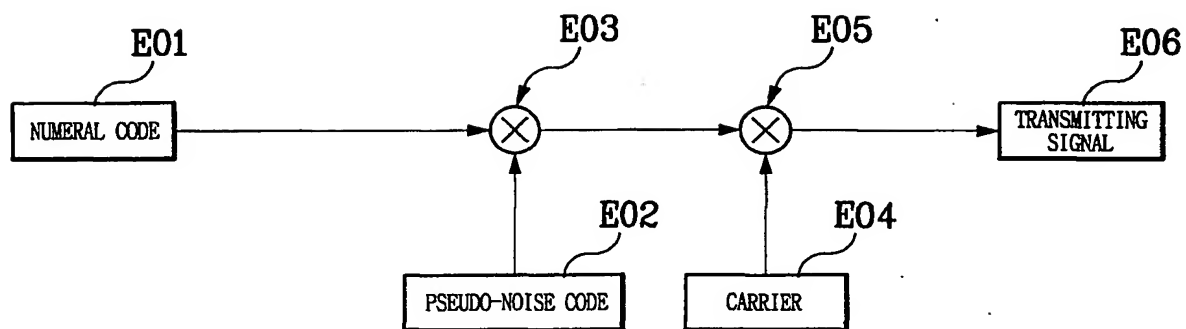 E01
E03
E05
E06
NUMERAL CODE
TRANSMITTING
SIGNAL
E02
E04
PSEUDO-NOISE CODE
CARRIER